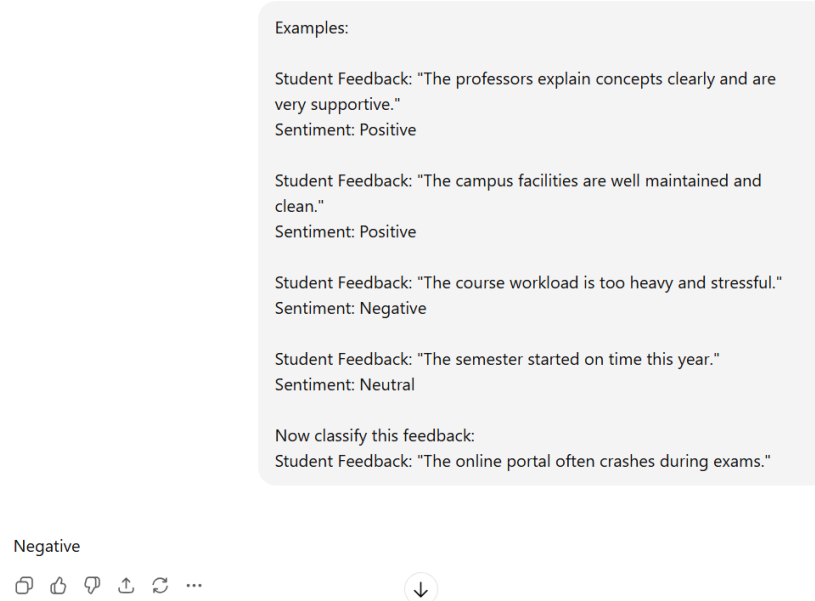 Examples:
Student Feedback: "The professors explain concepts clearly and are
very supportive."
Sentiment: Positive
Student Feedback: "The campus facilities are well maintained and
clean."
Sentiment: Positive
Student Feedback: "The course workload is too heavy and stressful."
Sentiment: Negative
Student Feedback: "The semester started on time this year."
Sentiment: Neutral
Now classify this feedback:
Student Feedback: "The online portal often crashes during exams."
Negative